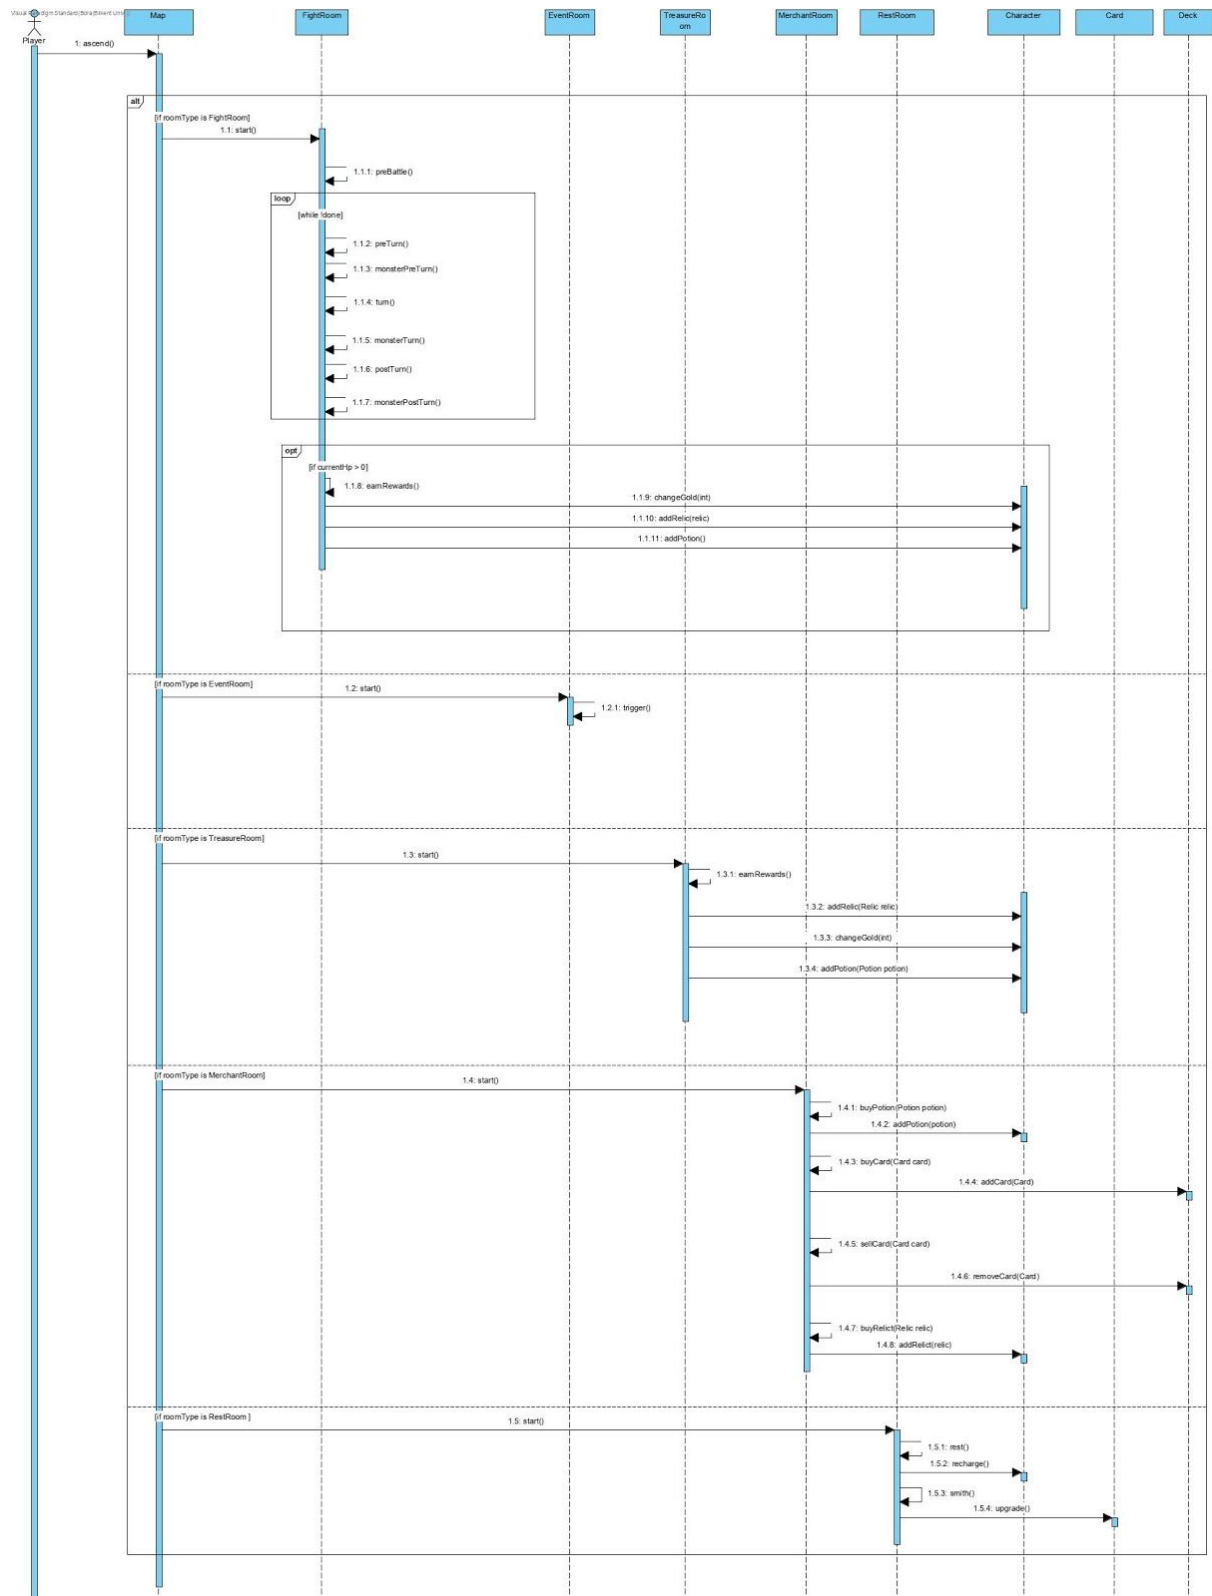 Visual Paradigm Standard(Bora(Bilkent Univ.))
Player
Map
FightRoom
EventRoom
TreasureRo
om
MerchantRoom
RestRoom
Character
Card
Deck
1: ascend()
alt
[if roomType is FightRoom]
1.1: start()
1.1.1: preBattle()
loop
[while !done]
1.1.2: preTurn()
1.1.3: monsterPreTurn()
1.1.4: turn()
1.1.5: monsterTurn()
1.1.6: postTurn()
1.1.7: monsterPostTurn()
opt
[if currentHp > 0]
1.1.8: earnRewards()
1.1.9: changeGold(int)
1.1.10: addRelic(relic)
1.1.11: addPotion()
[if roomType is EventRoom]
1.2: start()
1.2.1: trigger()
[if roomType is TreasureRoom]
1.3: start()
1.3.1: earnRewards()
1.3.2: addRelic(Relic relic)
1.3.3: changeGold(int)
1.3.4: addPotion(Potion potion)
[if roomType is MerchantRoom]
1.4: start()
1.4.1: buyPotion(Potion potion)
1.4.2: addPotion(potion)
1.4.3: buyCard(Card card)
1.4.4: addCard(Card)
1.4.5: sellCard(Card card)
1.4.6: removeCard(Card)
1.4.7: buyRelict(Relic relic)
1.4.8: addRelict(relic)
[if roomType is RestRoom ]
1.5: start()
1.5.1: rest()
1.5.2: recharge()
1.5.3: smith()
1.5.4: upgrade()